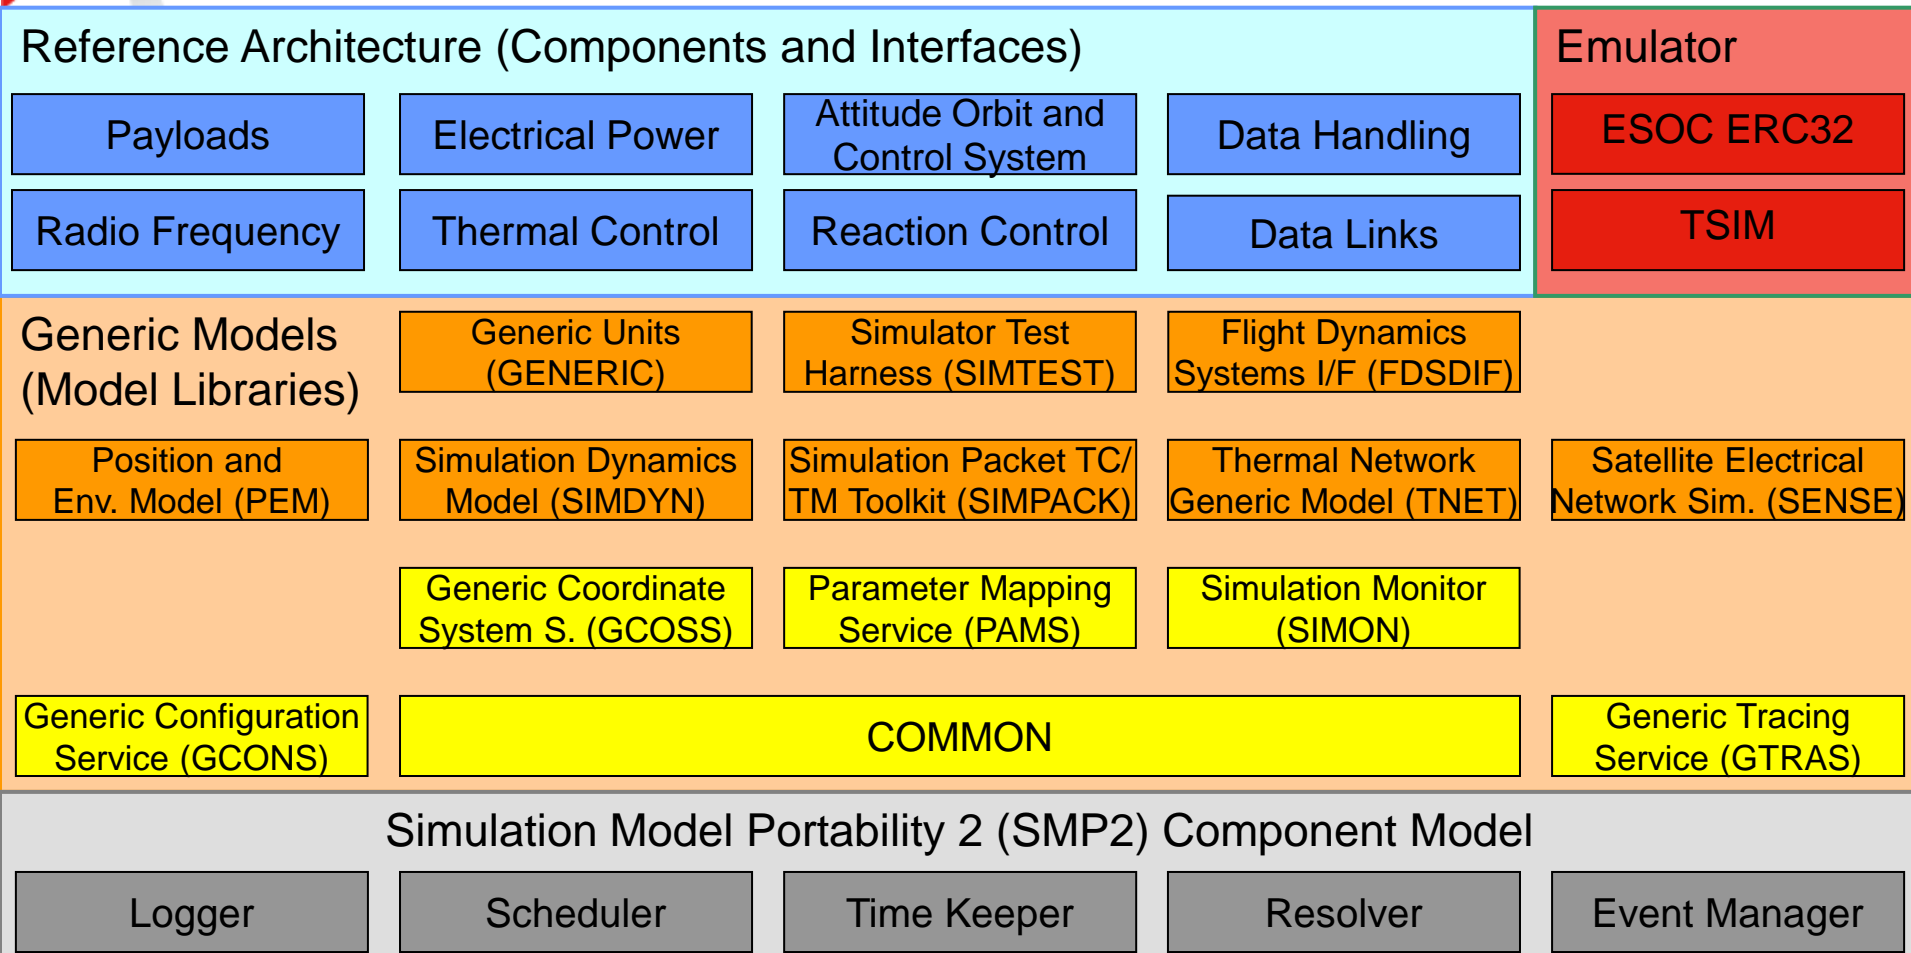 Reference Architecture (Components and Interfaces)
Emulator
Payloads
Electrical Power
Attitude Orbit and
Control System
Data Handling
ESOC ERC32
Radio Frequency
Thermal Control
Reaction Control
Data Links
TSIM
Generic Models
(Model Libraries)
Generic Units
(GENERIC)
Simulator Test
Harness (SIMTEST)
Flight Dynamics
Systems I/F (FDSDIF)
Position and
Env. Model (PEM)
Simulation Dynamics
Model (SIMDYN)
Simulation Packet TC/
TM Toolkit (SIMPACK)
Thermal Network
Generic Model (TNET)
Satellite Electrical
Network Sim. (SENSE)
Generic Coordinate
System S. (GCOSS)
Parameter Mapping
Service (PAMS)
Simulation Monitor
(SIMON)
Generic Configuration
Service (GCONS)
COMMON
Generic Tracing
Service (GTRAS)
Simulation Model Portability 2 (SMP2) Component Model
Logger
Scheduler
Time Keeper
Resolver
Event Manager